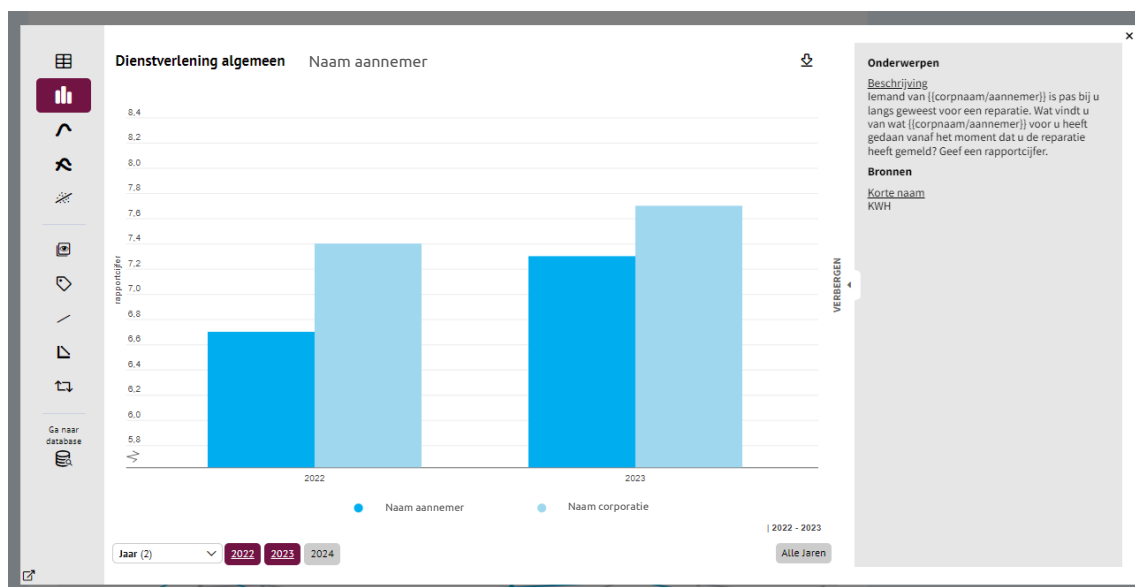 Dienstverlening algemeen Naam aannemer
8,4
8,2
8,0
7,8
7,6
7,4
7,2
7,0
6,8
6,6
6,4
6,2
6,0
5,8
rapportcijfer
2022 2023
Naam aannemer Naam corporatie
| 2022 - 2023
Jaar (2) 2022 2023 2024 Alle Jaren
Ga naar
database
VERBERGEN
×
Onderwerpen
Beschrijving
Iemand van {{corpnaam/aannemer}} is pas bij u
langs geweest voor een reparatie. Wat vindt u
van wat {{corpnaam/aannemer}} voor u heeft
gedaan vanaf het moment dat u de reparatie
heeft gemeld? Geef een rapportcijfer.
Bronnen
Korte naam
KWH